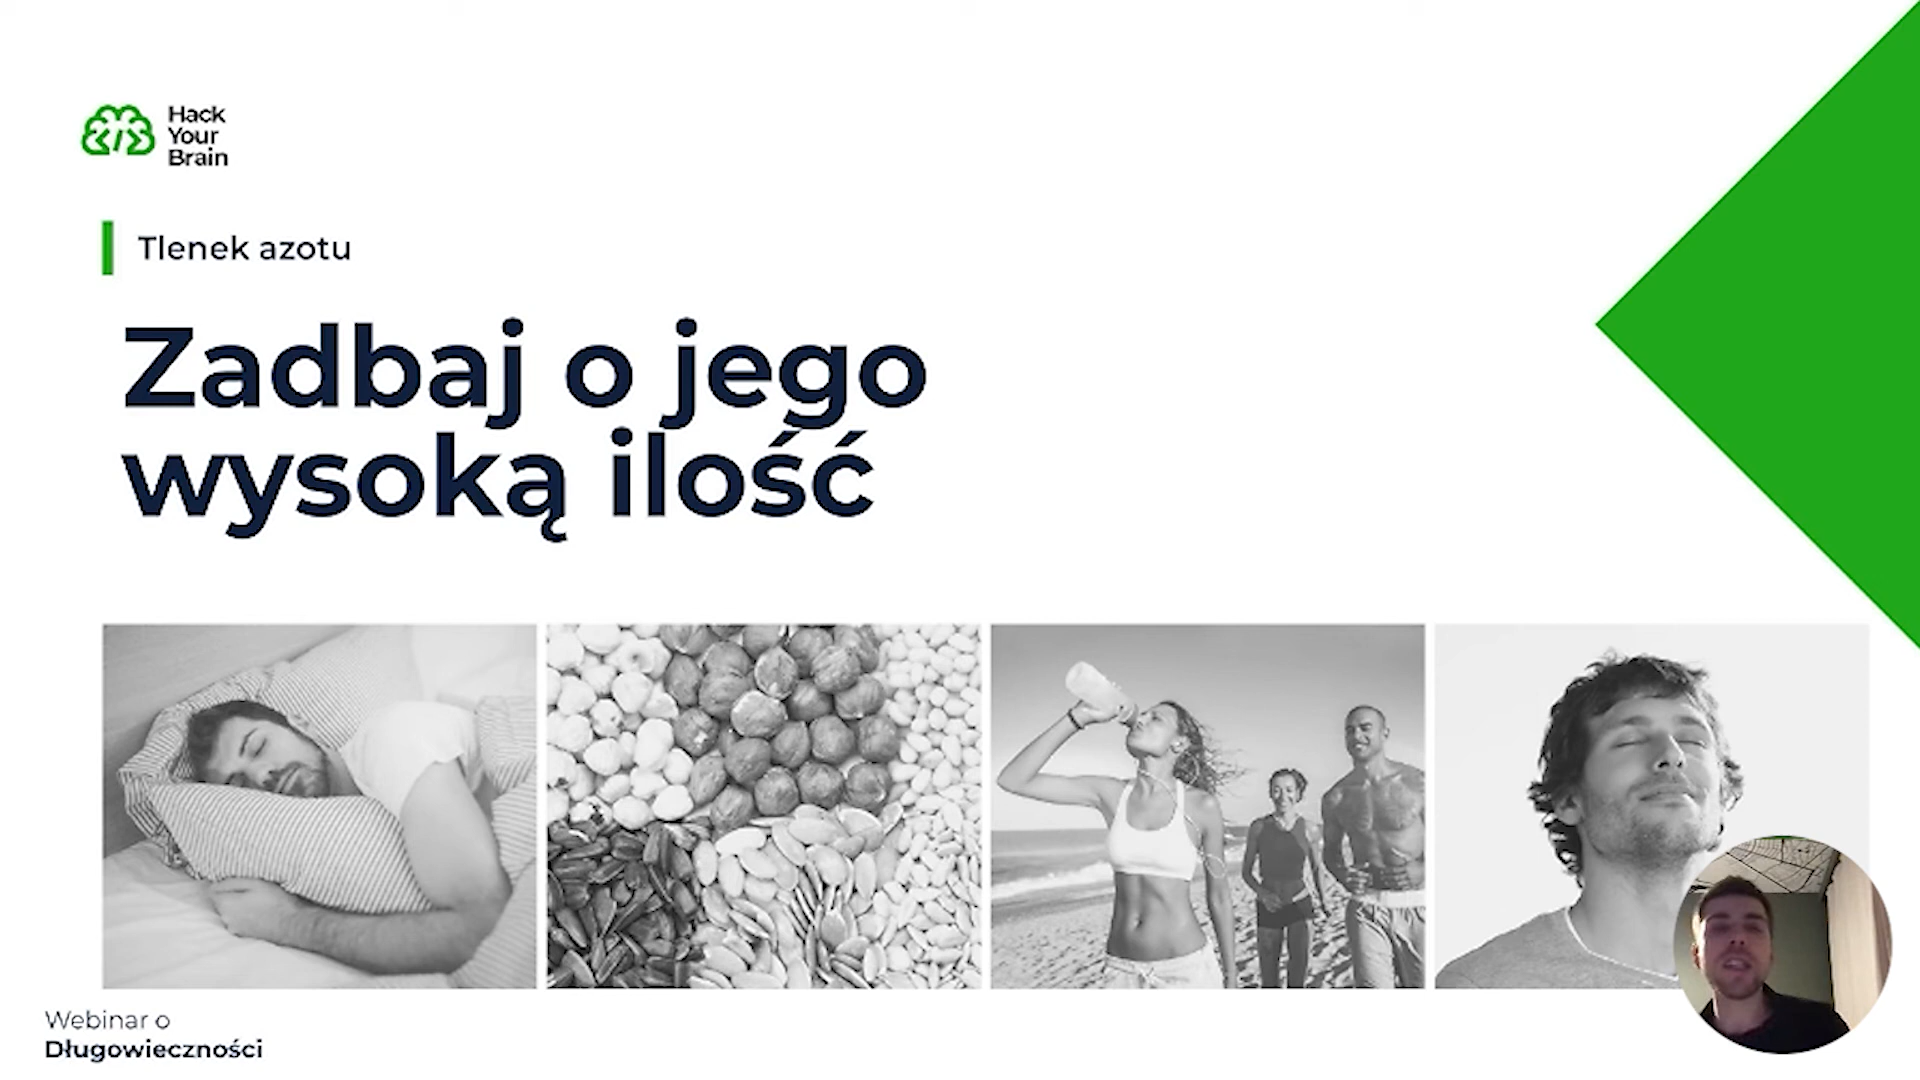 Hack
Your
Brain
Tlenek azotu
Zadbaj o jego
wysoką ilość
Webinar o
Długowieczności